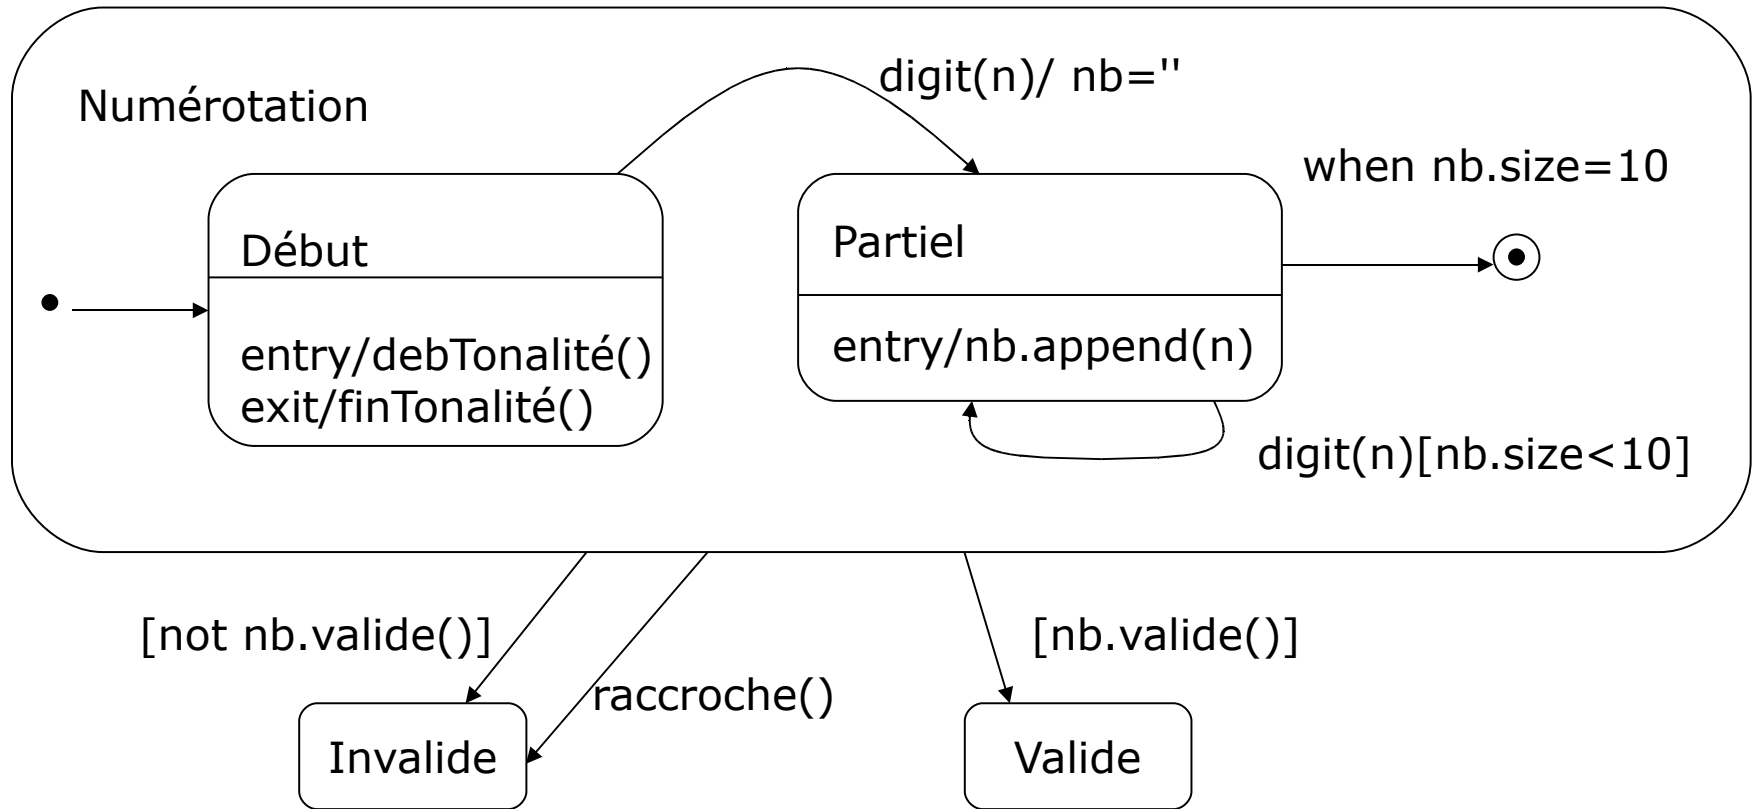 digit(n)/ nb=''
Numérotation
when nb.size=10
Début
Partiel
entry/debTonalité()
exit/finTonalité()
entry/nb.append(n)
digit(n)[nb.size<10]
[not nb.valide()]
[nb.valide()]
raccroche()
Invalide
Valide